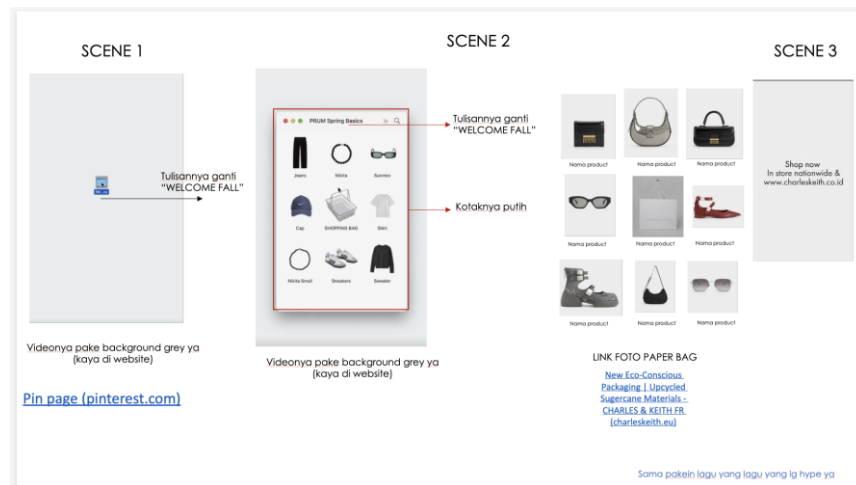 SCENE 1
Tulisannya ganti
"WELCOME FALL"
Videonya pake background grey ya
(kaya di website)
Pin page (pinterest.com)
SCENE 2
PRUM Spring Basics
Jeans
Nikita
Sunnies
Cap
SHOPPING BAG
Nikita Small
Sneakers
Sweater
Tulisannya ganti
"WELCOME FALL"
Kotaknya putih
Videonya pake background grey ya
(kaya di website)
Nama product
Nama product
Nama product
Nama product
Nama product
Nama product
Nama product
Nama product
Nama product
LINK FOTO PAPER BAG
New Eco-Conscious
Packaging | Upcycled
Sugercane Materials -
CHARLES & KEITH FR
(charleskeith.eu)
SCENE 3
Shop now
In store nationwide &
www.charleskeith.co.id
Sama pakein lagu yang lagu yang lg hype ya